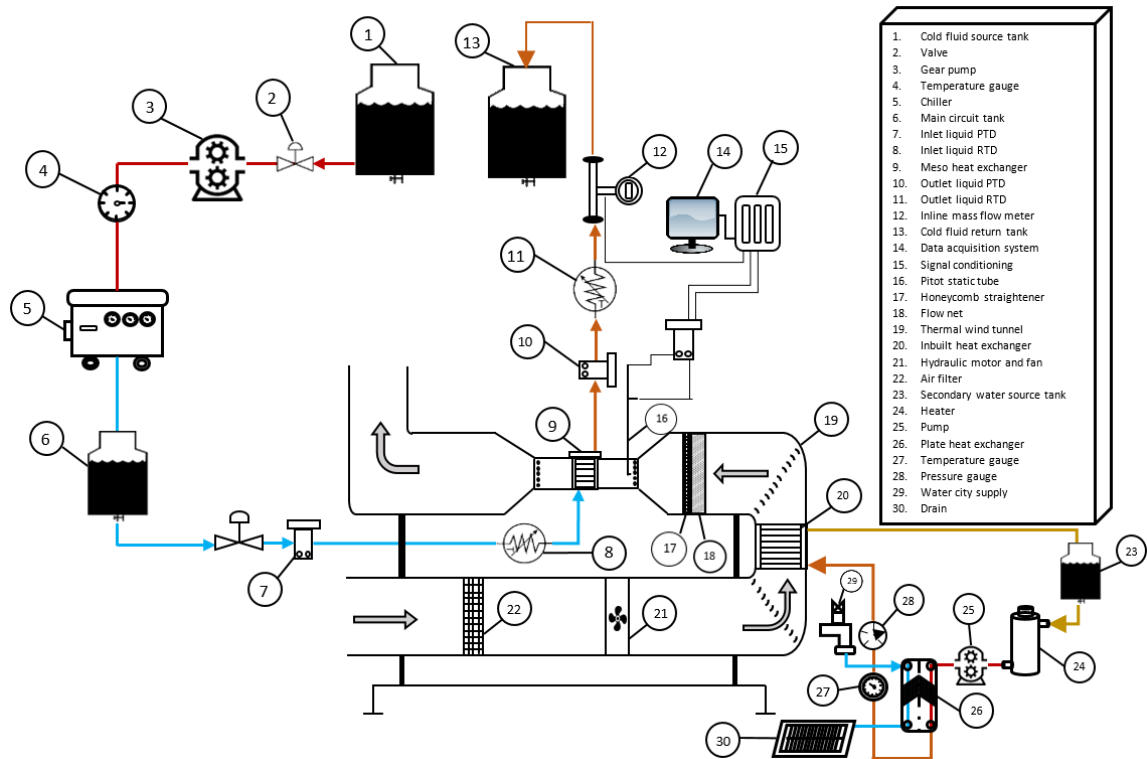 1
13
2
3
4
12
14
15
11
5
10
6
9
16
19
20
7
8
17
18
22
21
23
29
28
25
24
27
26
30
1. Cold fluid source tank
2. Valve
3. Gear pump
4. Temperature gauge
5. Chiller
6. Main circuit tank
7. Inlet liquid PTD
8. Inlet liquid RTD
9. Meso heat exchanger
10. Outlet liquid PTD
11. Outlet liquid RTD
12. Inline mass flow meter
13. Cold fluid return tank
14. Data acquisition system
15. Signal conditioning
16. Pitot static tube
17. Honeycomb straightener
18. Flow net
19. Thermal wind tunnel
20. Inbuilt heat exchanger
21. Hydraulic motor and fan
22. Air filter
23. Secondary water source tank
24. Heater
25. Pump
26. Plate heat exchanger
27. Temperature gauge
28. Pressure gauge
29. Water city supply
30. Drain